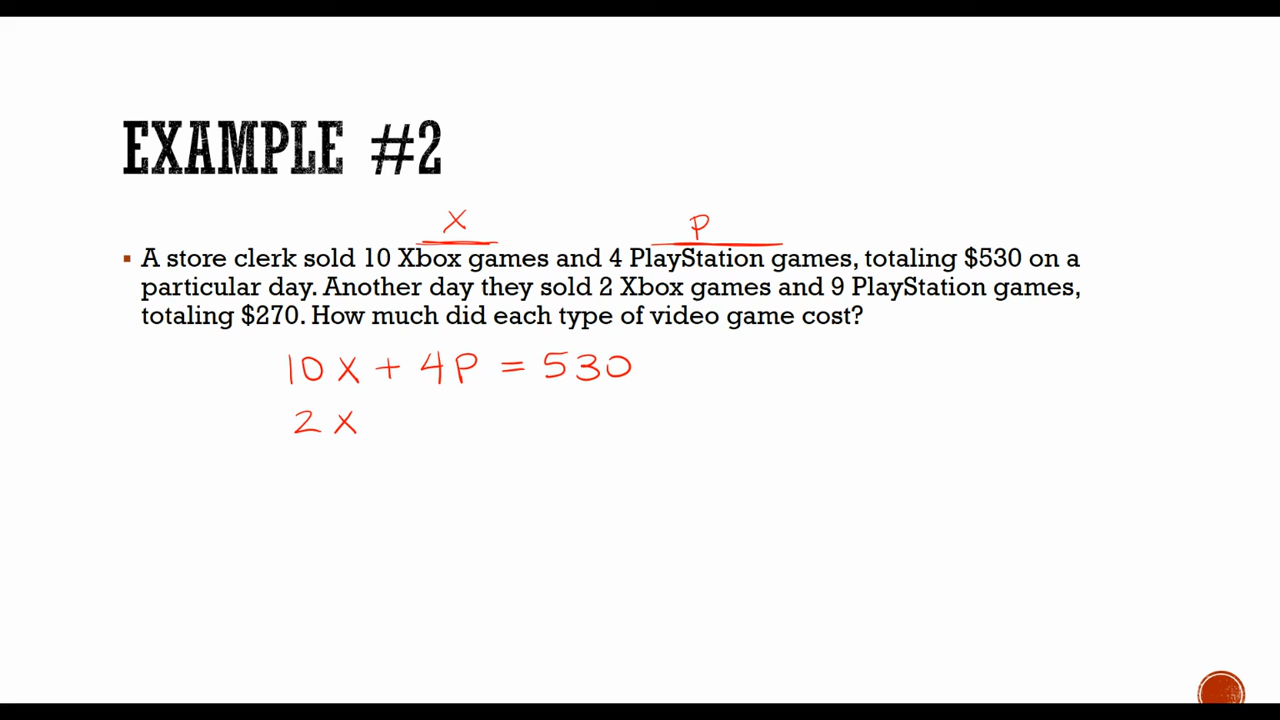 EXAMPLE #2
X P
▪ A store clerk sold 10 Xbox games and 4 PlayStation games, totaling $530 on a
particular day. Another day they sold 2 Xbox games and 9 PlayStation games,
totaling $270. How much did each type of video game cost?
10X + 4P = 530
2X